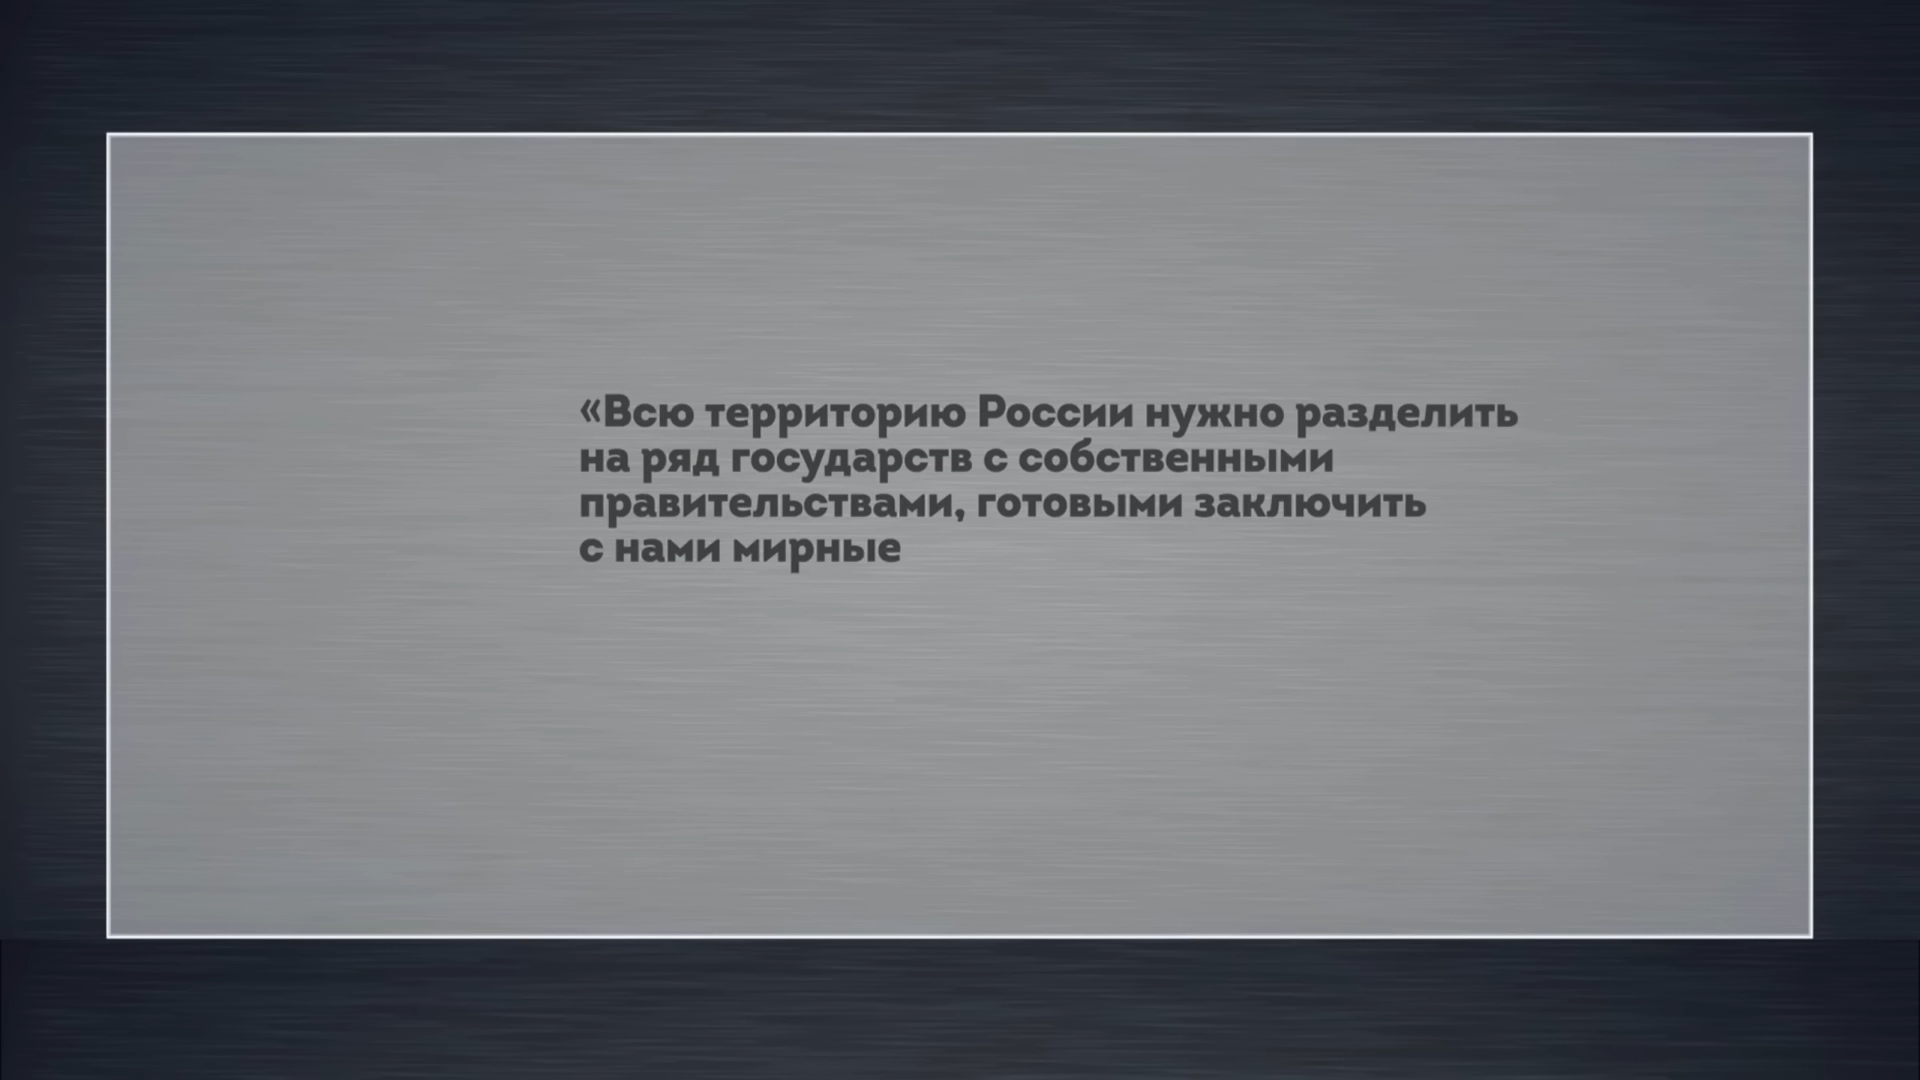 «Всю территорию России нужно разделить
на ряд государств с собственными
правительствами, готовыми заключить
с нами мирные